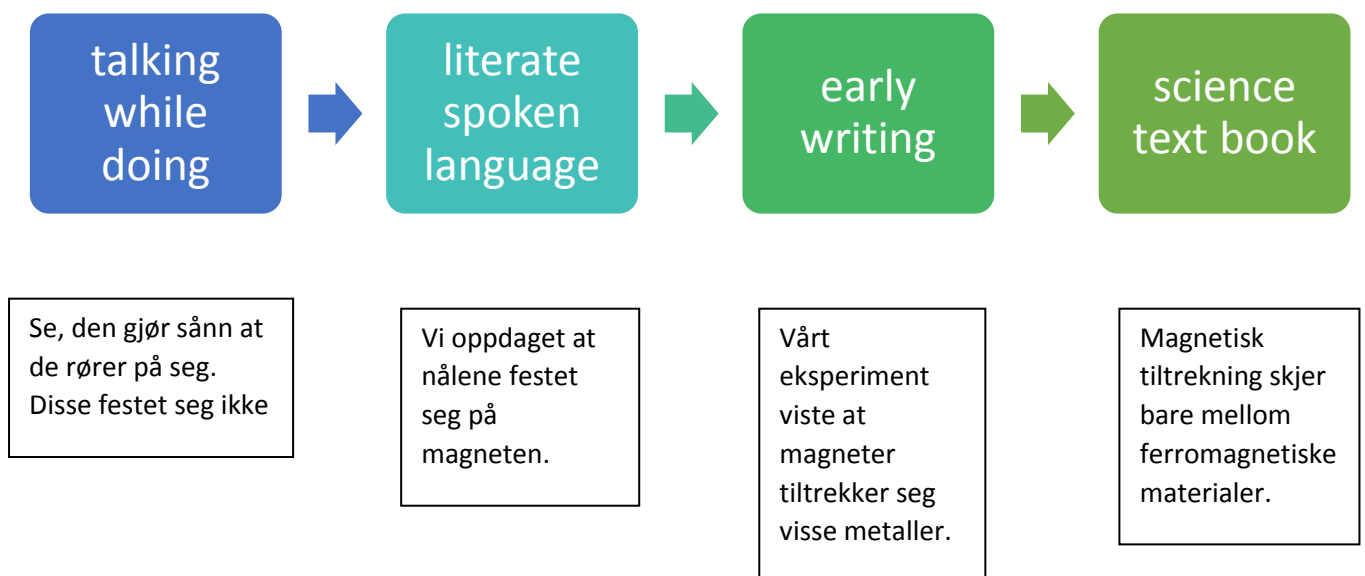 talking
while
doing
literate
spoken
language
early
writing
science
text book
Se, den gjør sånn at
de rører på seg.
Disse festet seg ikke
Vi oppdaget at
nålene festet
seg på
magneten.
Vårt
eksperiment
viste at
magneter
tiltrekker seg
visse metaller.
Magnetisk
tiltrekning skjer
bare mellom
ferromagnetiske
materialer.